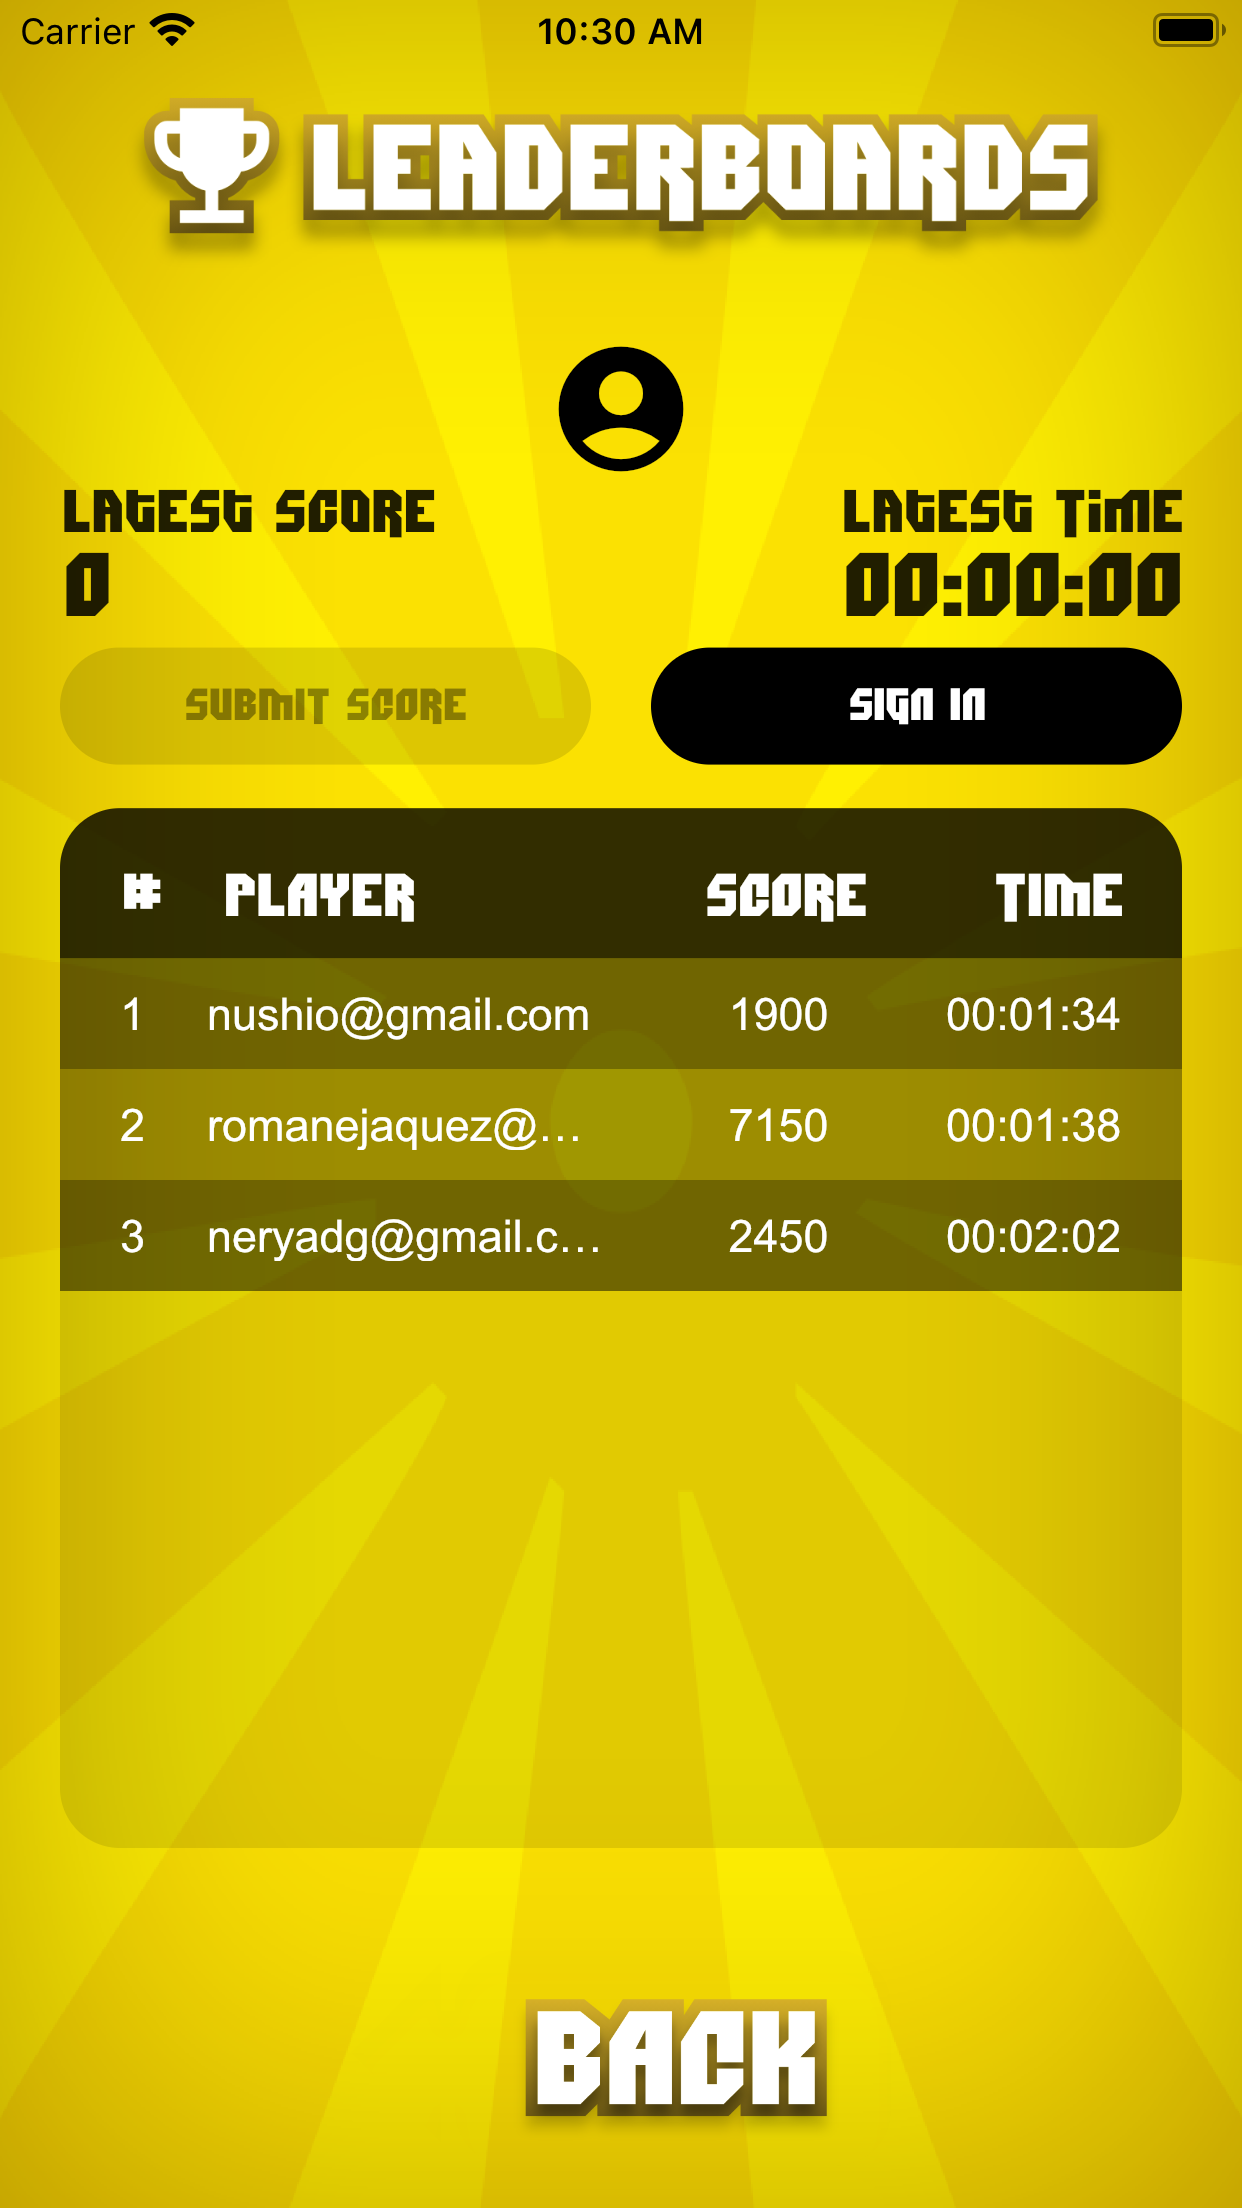 Carrier 10:30 AM
LEADERBOARDS
LATEST SCORE LATEST TiME
0 00:00:00
SUBMIT SCORE SIGN IN
# PLAYER SCORE TIME
1 nushio@gmail.com 1900 00:01:34
2 romanejaquez@... 7150 00:01:38
3 neryadg@gmail.c... 2450 00:02:02
BACK